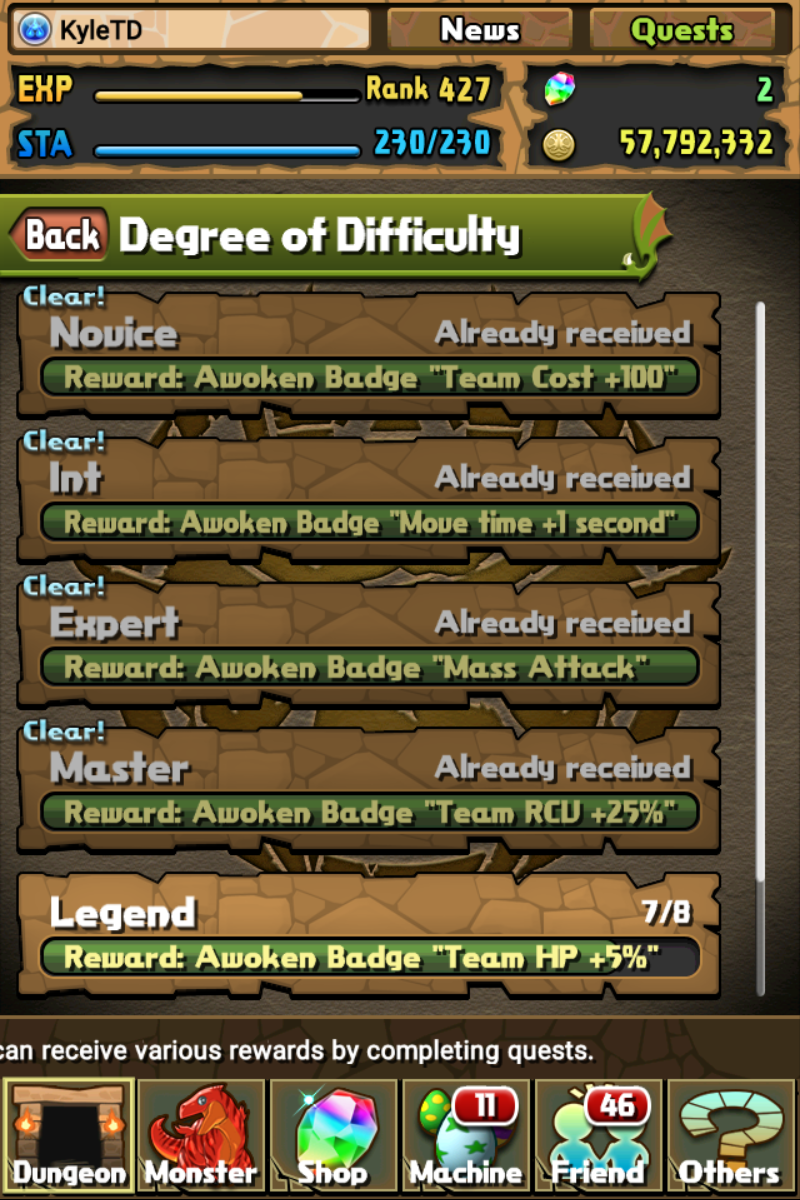 KyleTD
News
Quests
EXP
Rank 427
2
STA
230/230
57,792,332
Back
Degree of Difficulty
Clear!
Novice
Already received
Reward: Awoken Badge "Team Cost +100"
Clear!
Int
Already received
Reward: Awoken Badge "Move time +1 second"
Clear!
Expert
Already received
Reward: Awoken Badge "Mass Attack"
Clear!
Master
Already received
Reward: Awoken Badge "Team RCV +25%"
Legend
7/8
Reward: Awoken Badge "Team HP +5%"
can receive various rewards by completing quests.
11
46
Dungeon
Monster
Shop
Machine
Friend
Others